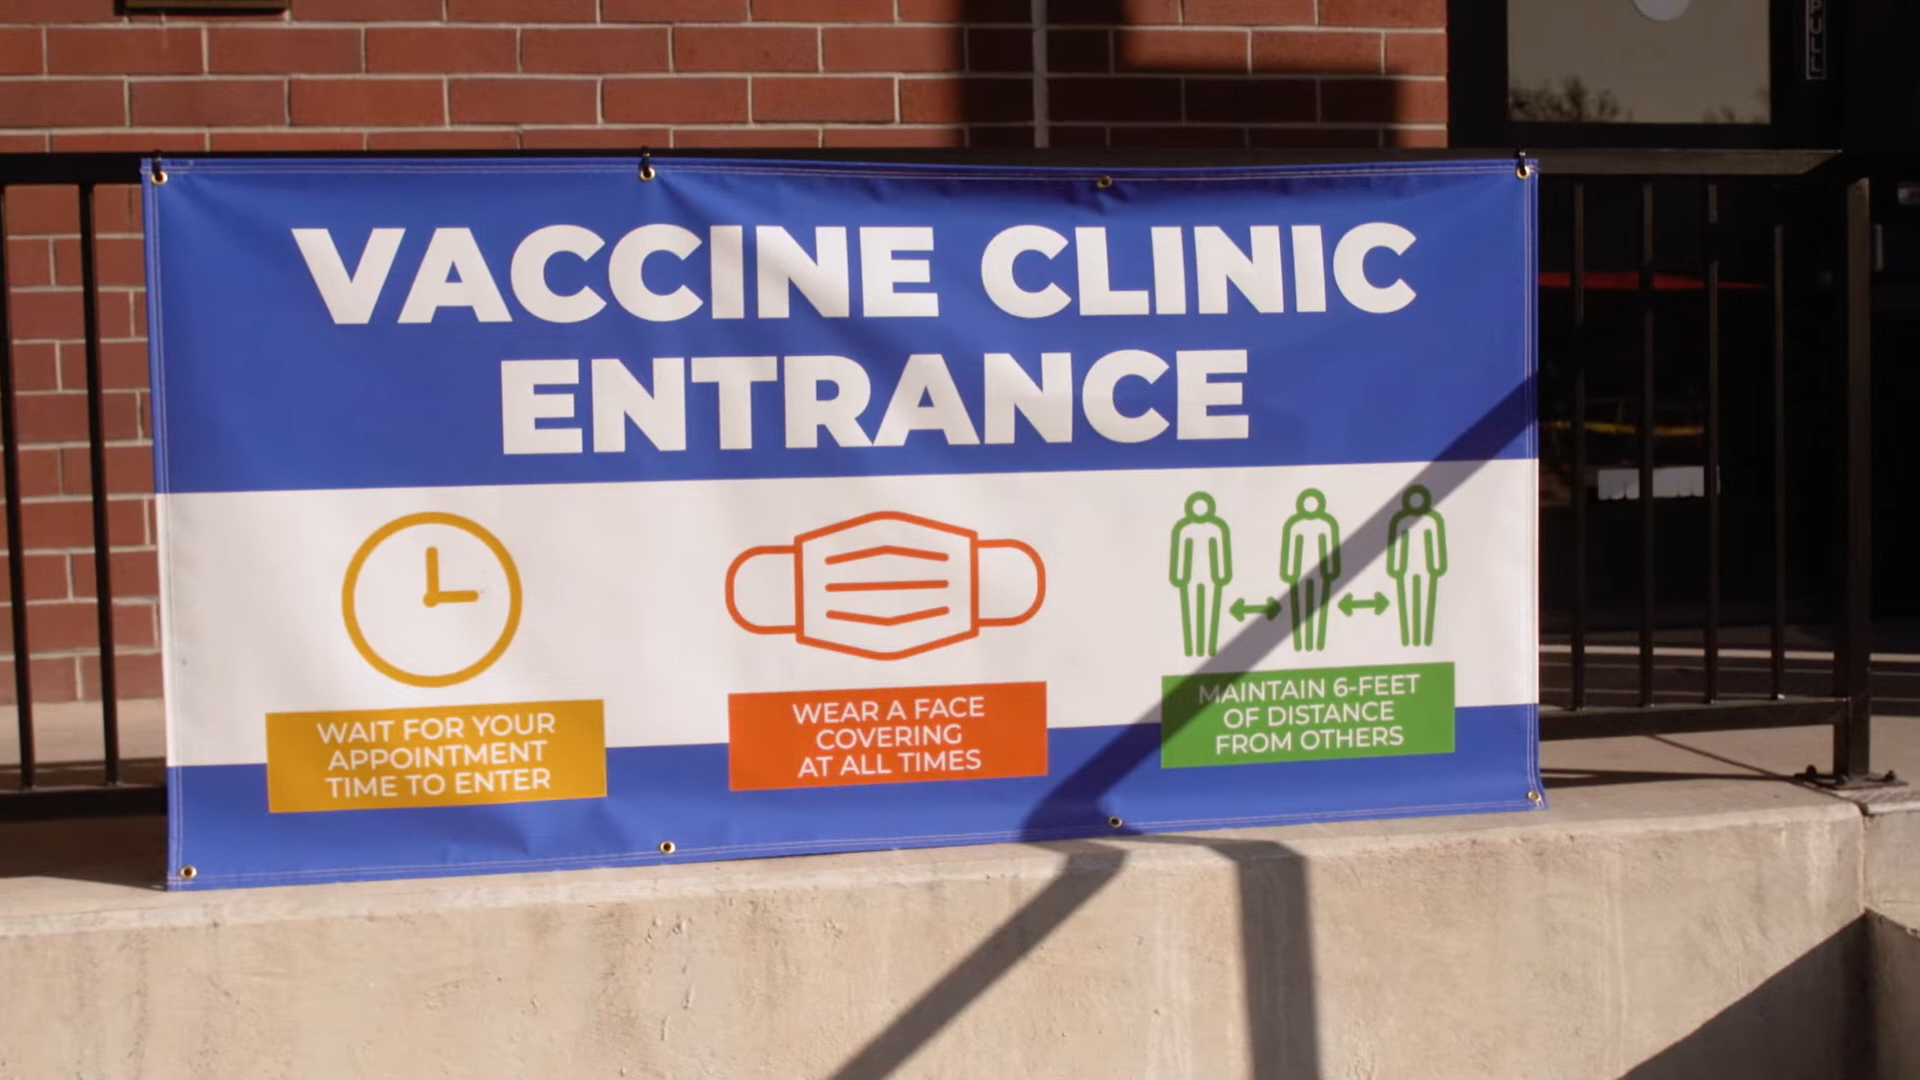 PULL
VACCINE CLINIC
ENTRANCE
WAIT FOR YOUR
APPOINTMENT
TIME TO ENTER
WEAR A FACE
COVERING
AT ALL TIMES
MAINTAIN 6-FEET
OF DISTANCE
FROM OTHERS